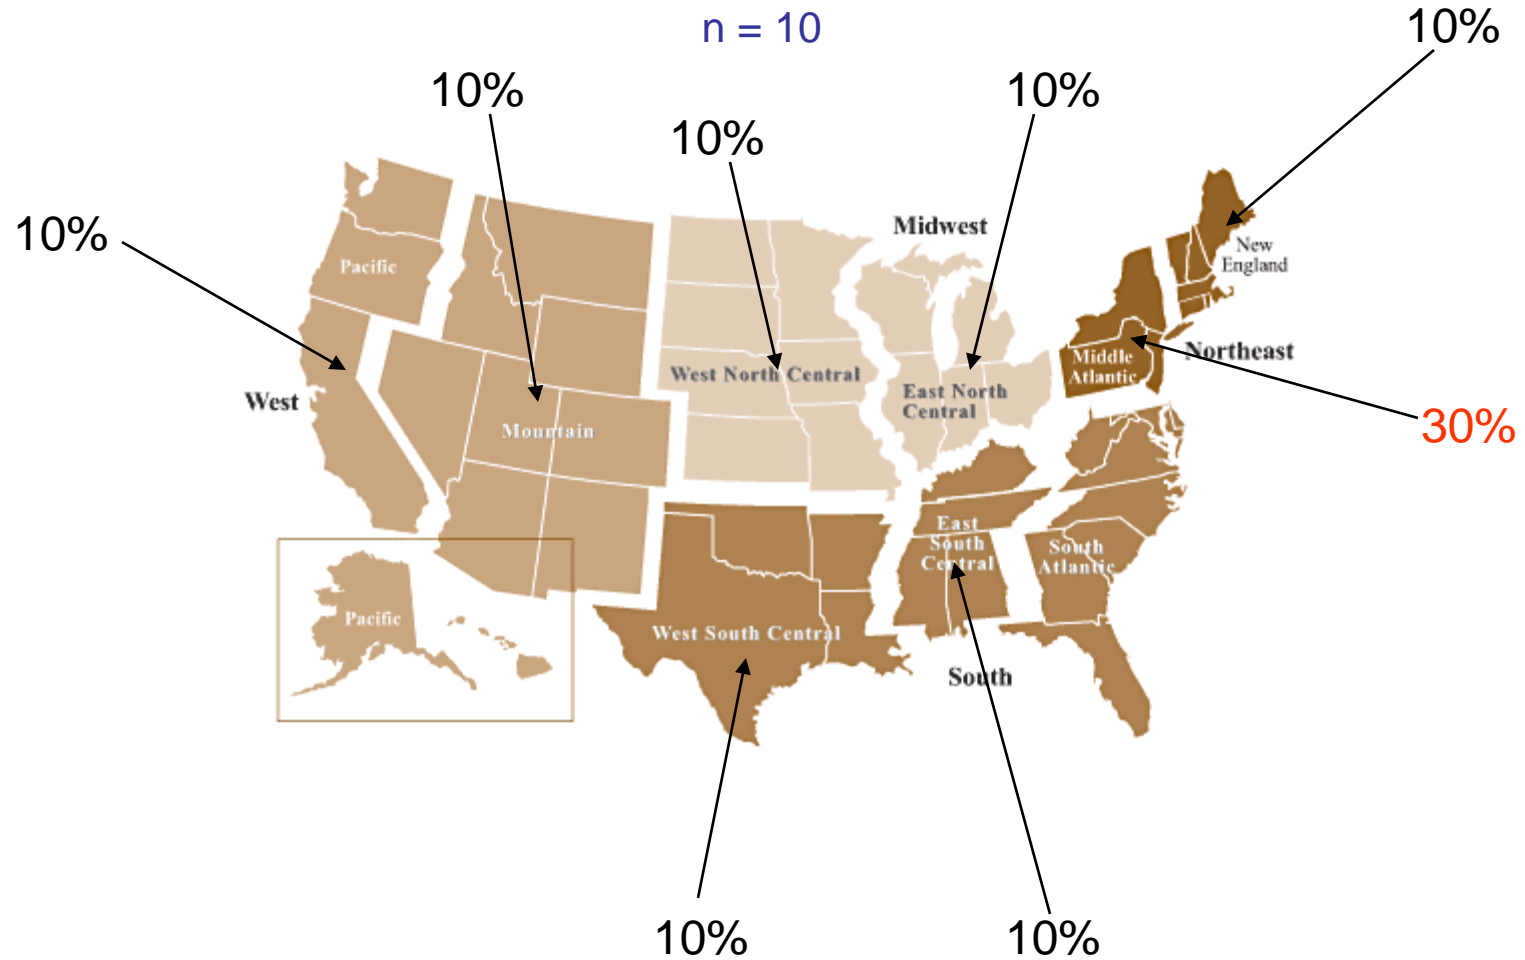 n = 10
10%
10%
10%
10%
10%
Midwest
New
England
Pacific
Northeast
Middle
Atlantic
West North Central
East North
Central
West
30%
Mountain
East
South
Central
South
Atlantic
Pacific
West South Central
South
10%
10%